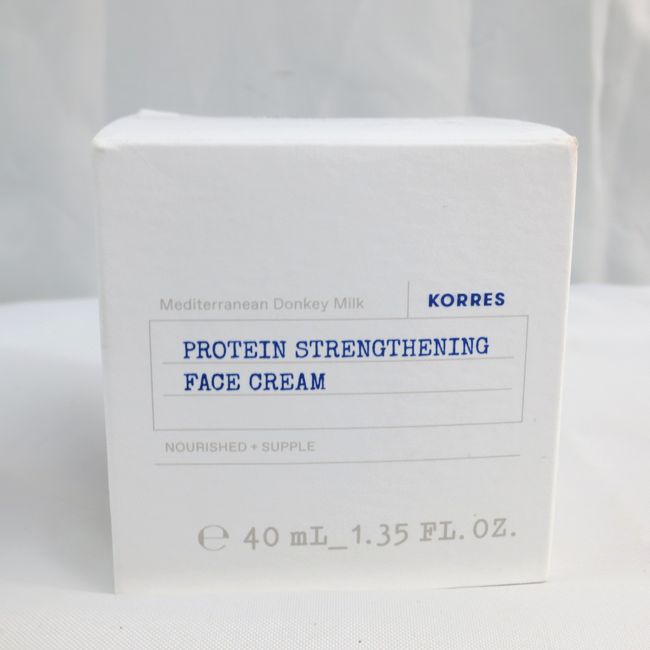 Mediterranean Donkey Milk
KORRES
PROTEIN STRENGTHENING
FACE CREAM
NOURISHED + SUPPLE
℮ 40 mL_1.35 FL. OZ.